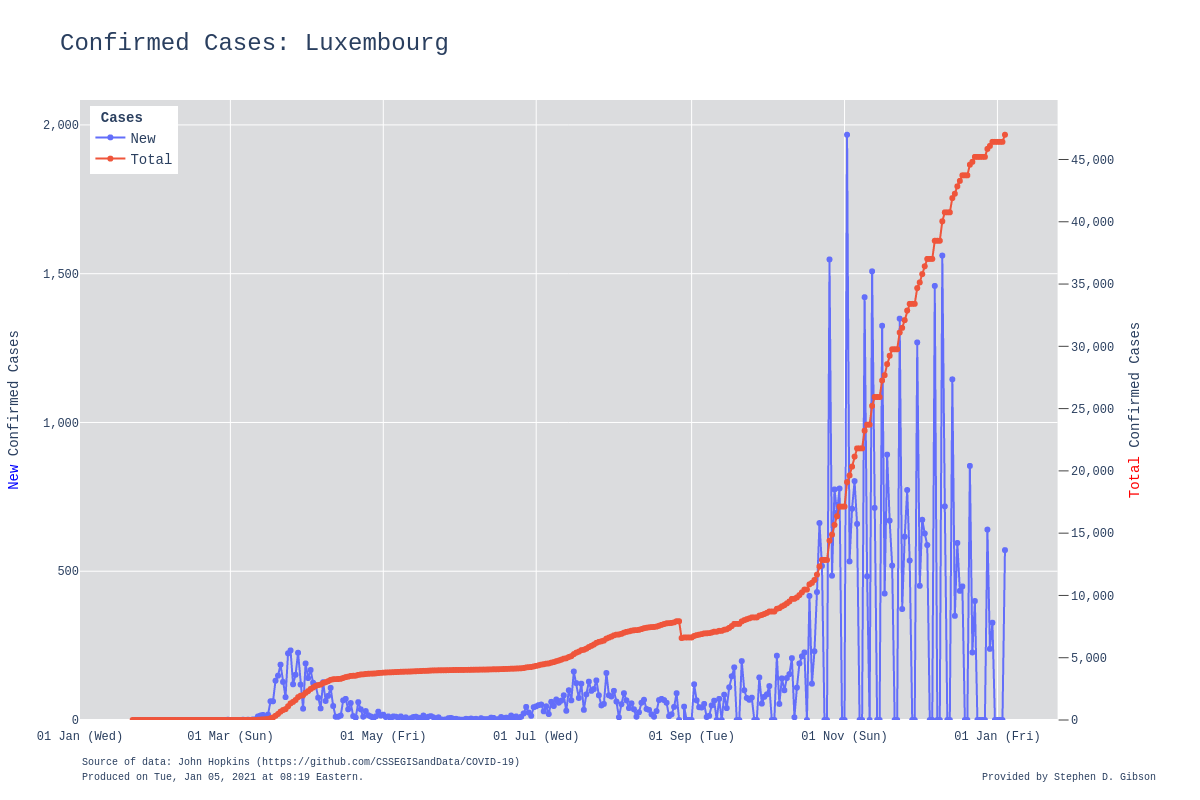 Confirmed Cases: Luxembourg
Cases
New
Total
2,000
1,500
1,000
500
0
45,000
40,000
35,000
30,000
25,000
20,000
15,000
10,000
5,000
0
New Confirmed Cases
Total Confirmed Cases
01 Jan (Wed) 01 Mar (Sun) 01 May (Fri) 01 Jul (Wed) 01 Sep (Tue) 01 Nov (Sun) 01 Jan (Fri)
Source of data: John Hopkins (https://github.com/CSSEGISandData/COVID-19)
Produced on Tue, Jan 05, 2021 at 08:19 Eastern.
Provided by Stephen D. Gibson